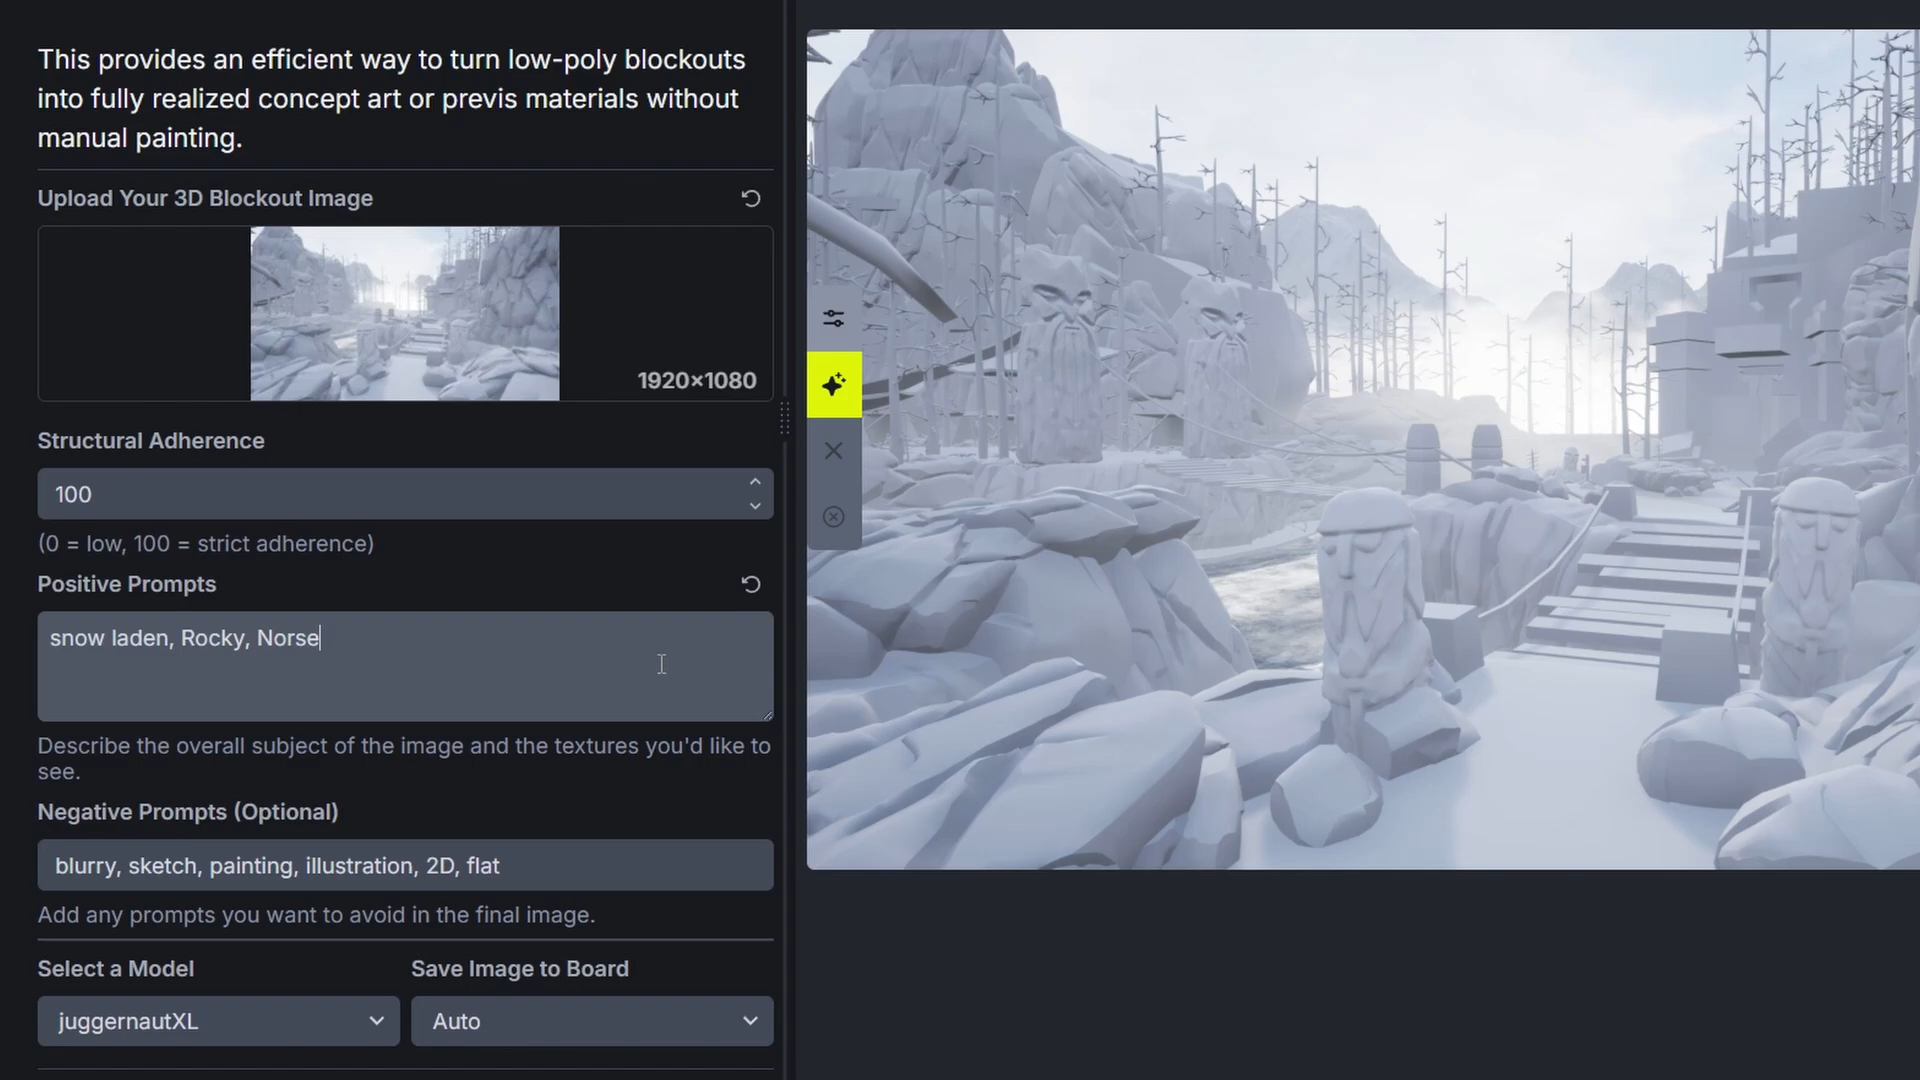 This provides an efficient way to turn low-poly blockouts
into fully realized concept art or previs materials without
manual painting.
Upload Your 3D Blockout Image
1920×1080
Structural Adherence
100
(0 = low, 100 = strict adherence)
Positive Prompts
snow laden, Rocky, Norse
Describe the overall subject of the image and the textures you'd like to
see.
Negative Prompts (Optional)
blurry, sketch, painting, illustration, 2D, flat
Add any prompts you want to avoid in the final image.
Select a Model
Save Image to Board
juggernautXL
Auto